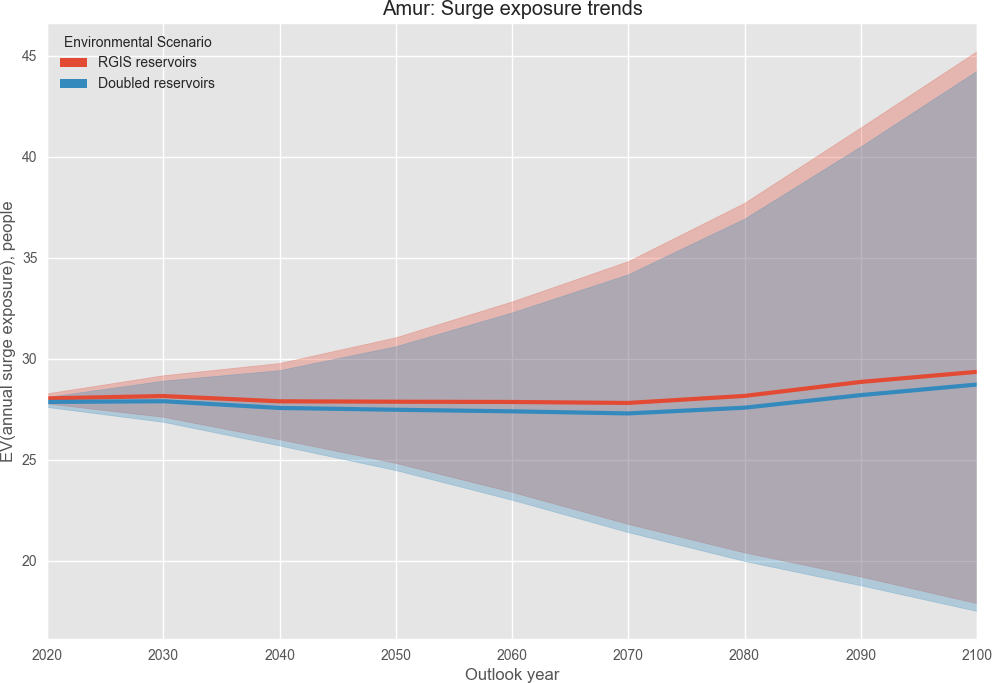 Amur: Surge exposure trends
Environmental Scenario
RGIS reservoirs
Doubled reservoirs
EV(annual surge exposure), people
45
40
35
30
25
20
2020 2030 2040 2050 2060 2070 2080 2090 2100
Outlook year